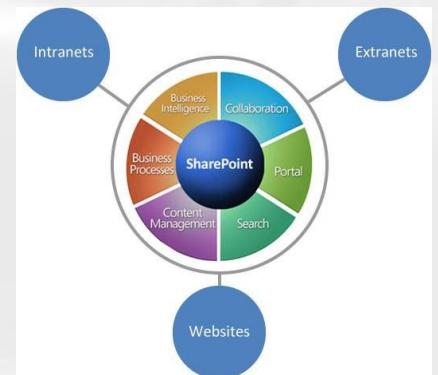 Intranets
Extranets
Business
Intelligence
Collaboration
Business
Processes
SharePoint
Portal
Content
Management
Search
Websites